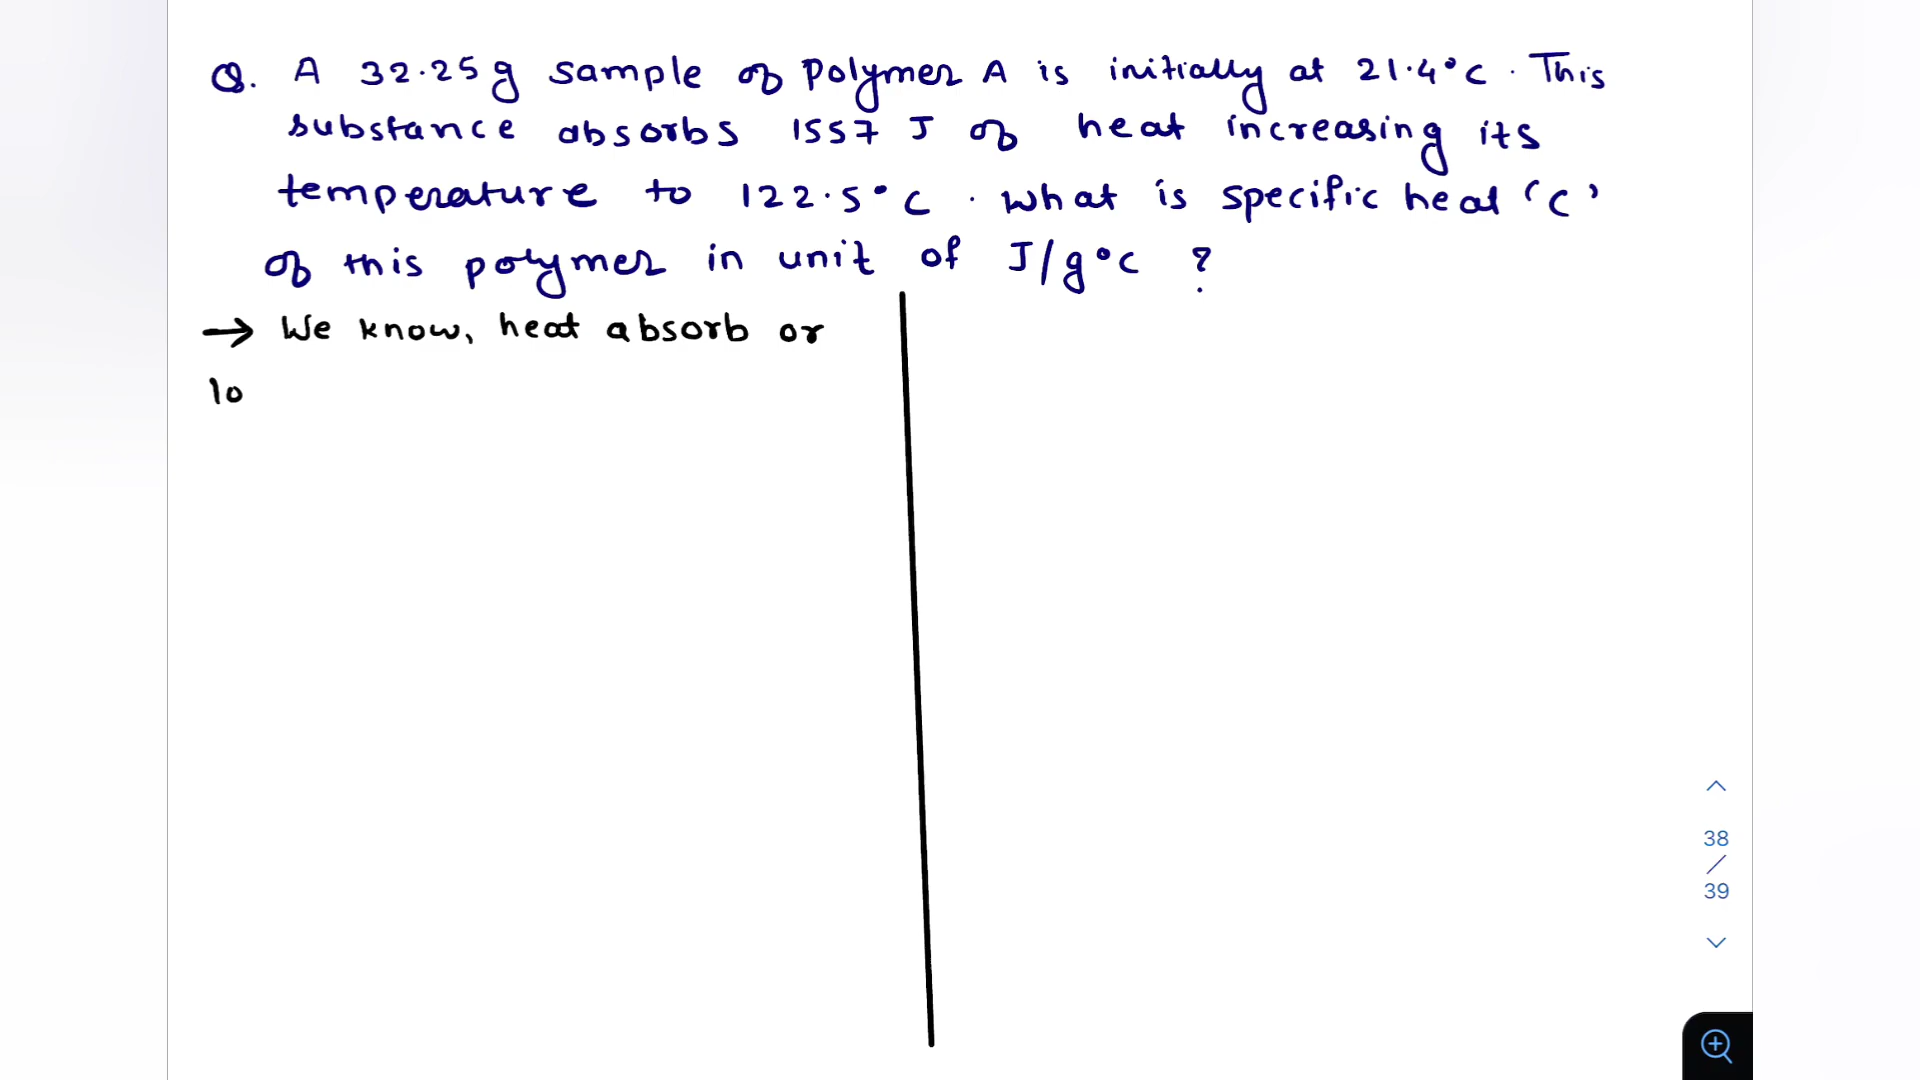 Q. A 32.25g sample of polymer A is initially at 21.4°C. This
substance absorbs 1557 J of heat increasing its
temperature to 122.5°C. What is specific heat 'C'
of this polymer in unit of J/g°C ?
→ We know, heat absorb or
lo
38
/
39